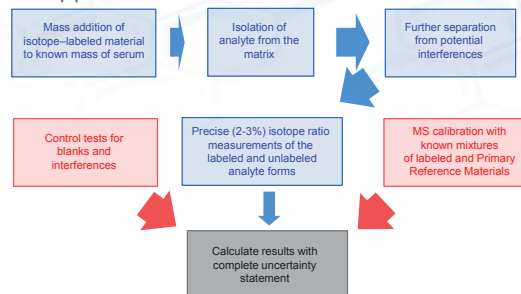 Mass addition of
isotope–labeled material
to known mass of serum
Isolation of
analyte from the
matrix
Further separation
from potential
interferences
Control tests for
blanks and
interferences
Precise (2-3%) isotope ratio
measurements of the
labeled and unlabeled
analyte forms
MS calibration with
known mixtures
of labeled and Primary
Reference Materials
Calculate results with
complete uncertainty
statement